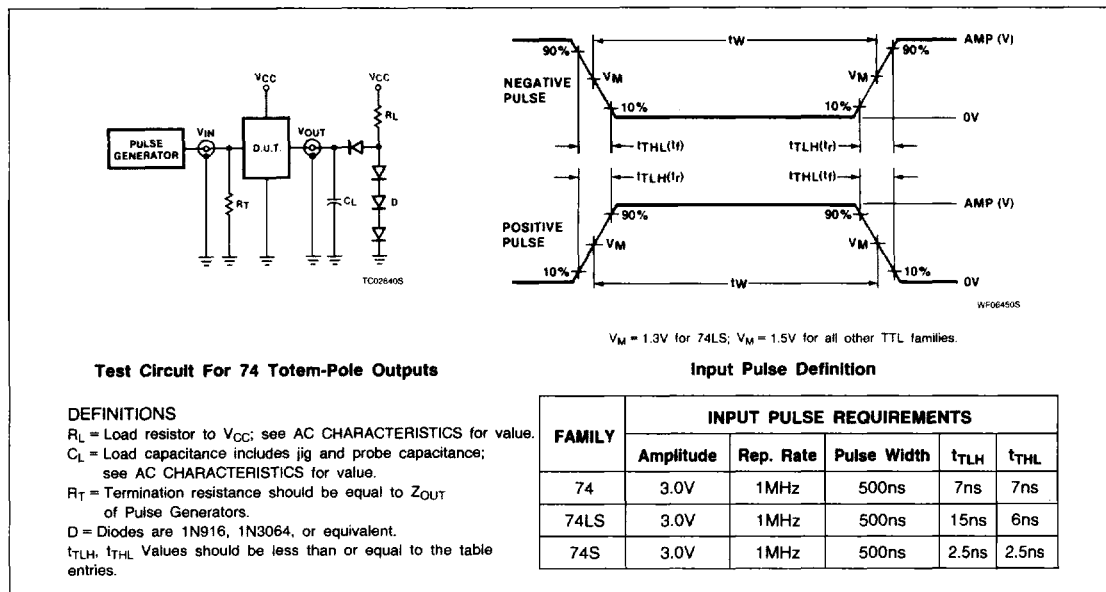 VCC
VCC
RL
PULSE
GENERATOR
VIN
D.U.T.
VOUT
RT
CL
D
TC02840S
90%
tW
90%
AMP (V)
NEGATIVE
PULSE
VM
VM
10%
10%
0V
tTHL(tf)
tTLH(tr)
tTLH(tr)
tTHL(tf)
POSITIVE
PULSE
90%
90%
AMP (V)
VM
VM
10%
10%
tW
0V
WF06450S
VM = 1.3V for 74LS; VM = 1.5V for all other TTL families.
Test Circuit For 74 Totem-Pole Outputs
Input Pulse Definition
DEFINITIONS
RL = Load resistor to VCC; see AC CHARACTERISTICS for value.
CL = Load capacitance includes jig and probe capacitance;
see AC CHARACTERISTICS for value.
RT = Termination resistance should be equal to ZOUT
of Pulse Generators.
D = Diodes are 1N916, 1N3064, or equivalent.
tTLH, tTHL Values should be less than or equal to the table
entries.
FAMILY INPUT PULSE REQUIREMENTS
Amplitude Rep. Rate Pulse Width tTLH tTHL
74 3.0V 1MHz 500ns 7ns 7ns
74LS 3.0V 1MHz 500ns 15ns 6ns
74S 3.0V 1MHz 500ns 2.5ns 2.5ns